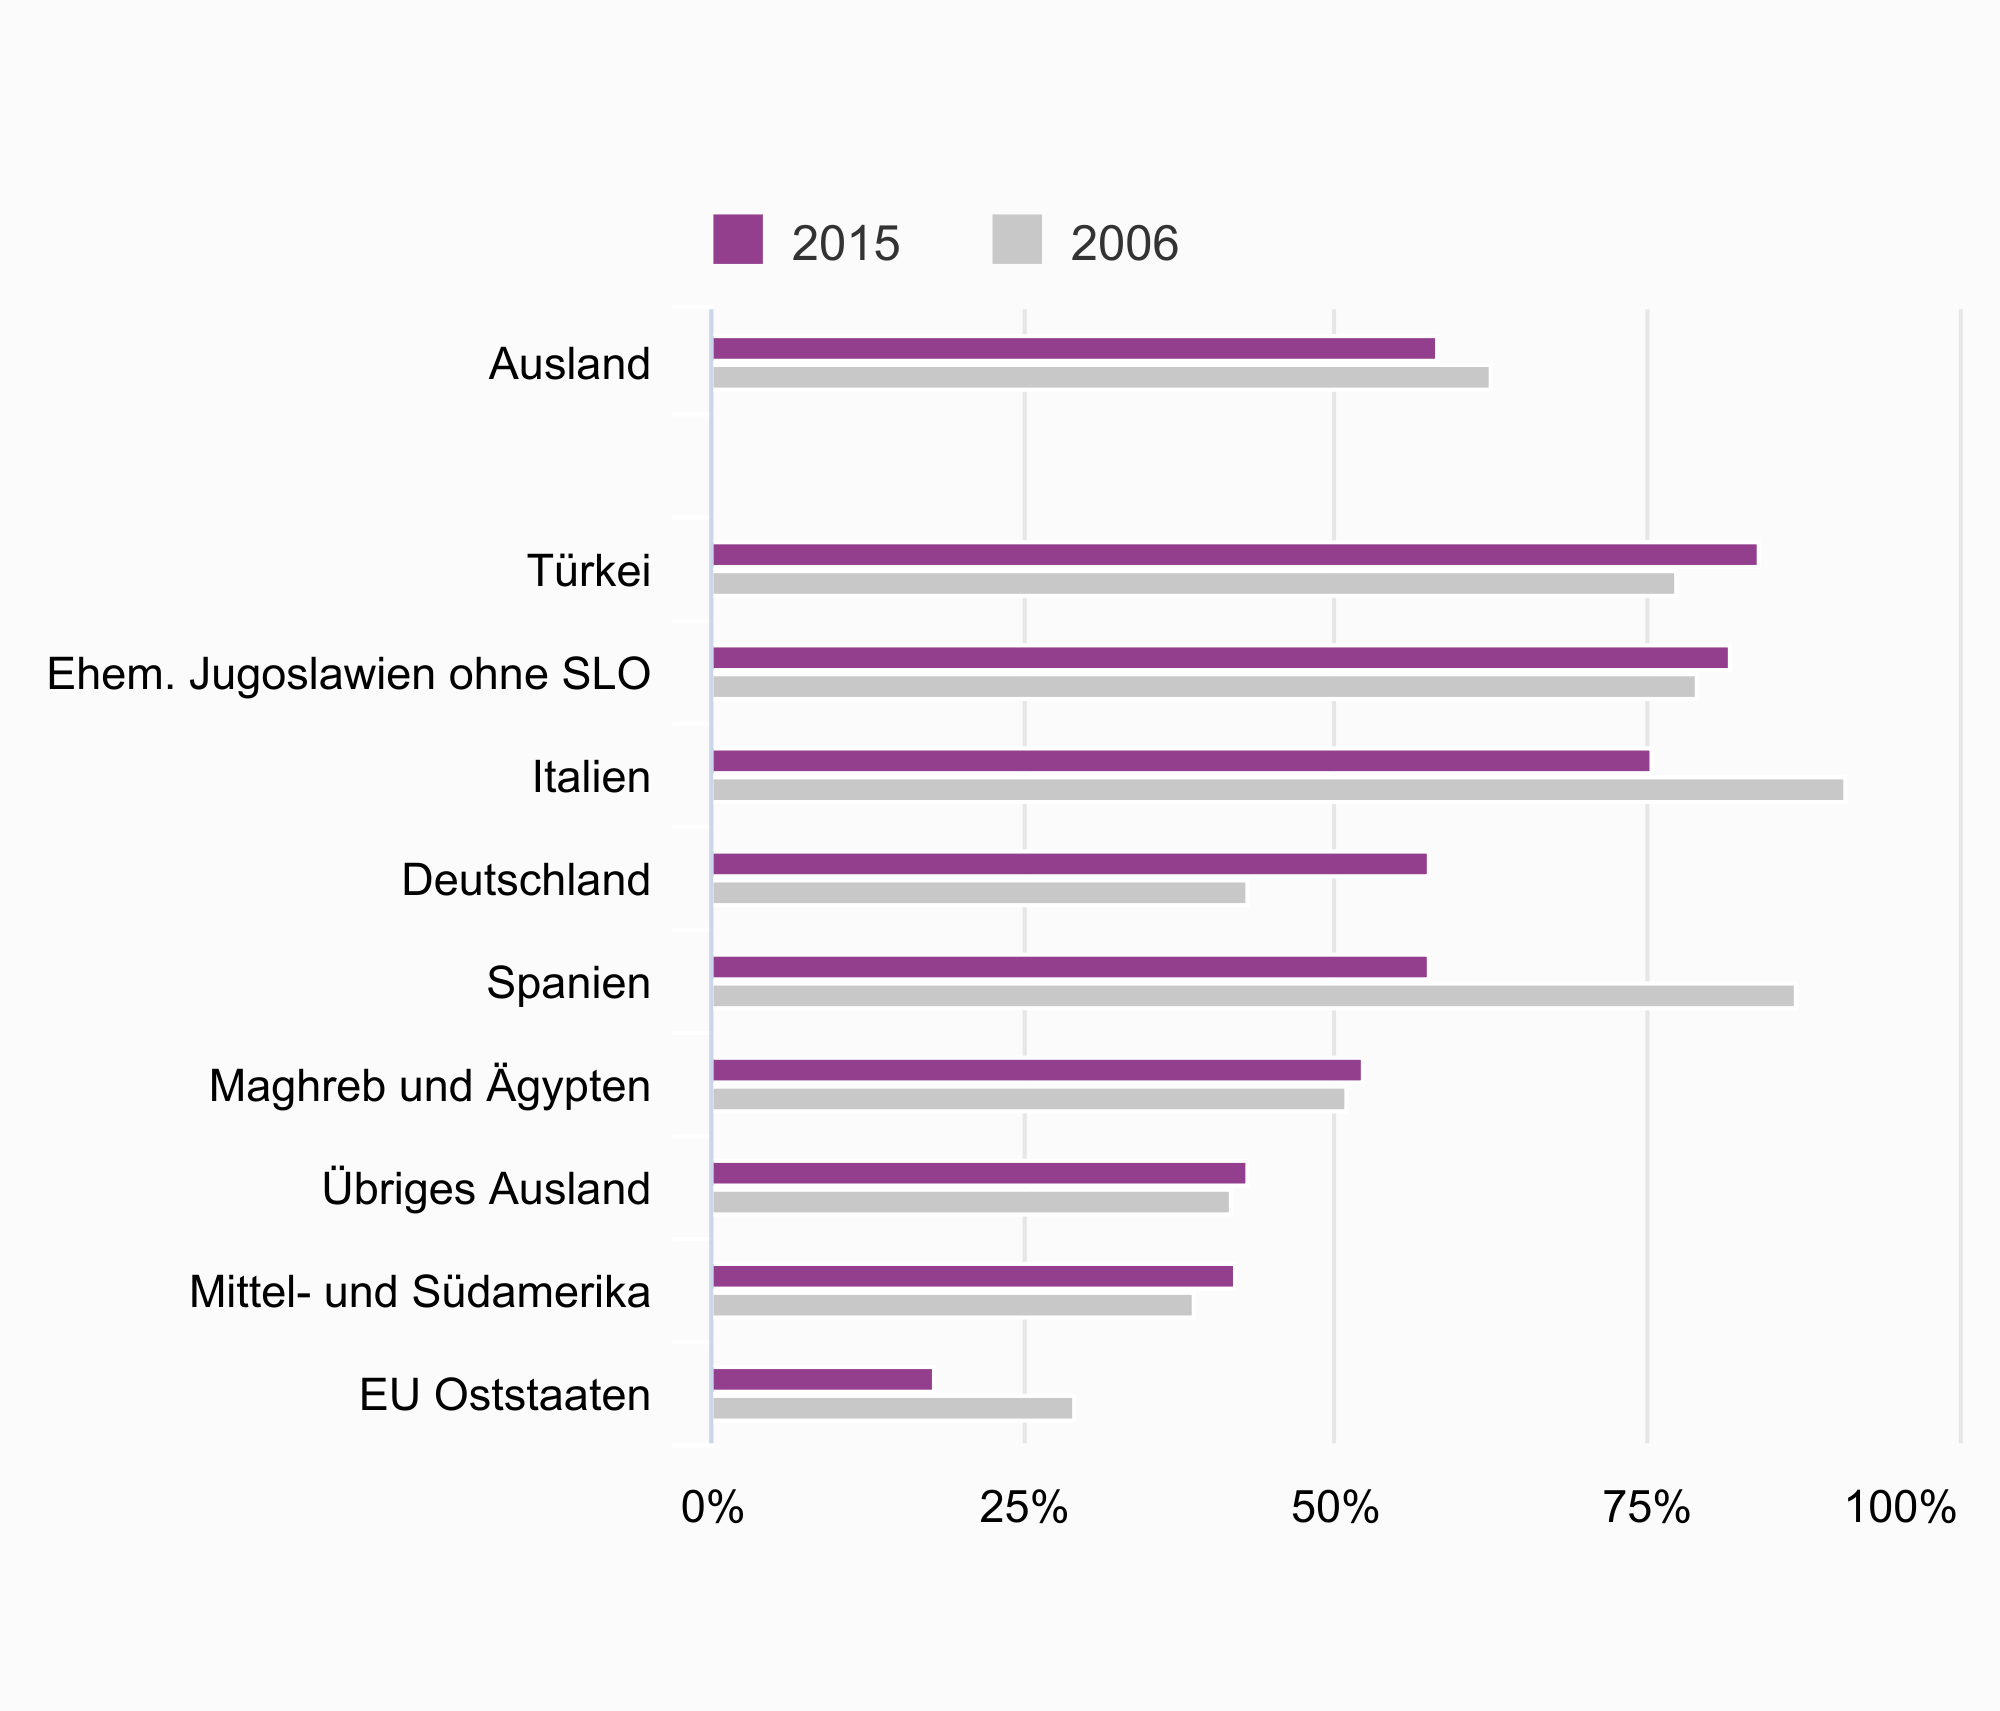 2015 2006
Ausland
Türkei
Ehem. Jugoslawien ohne SLO
Italien
Deutschland
Spanien
Maghreb und Ägypten
Übriges Ausland
Mittel- und Südamerika
EU Oststaaten
0% 25% 50% 75% 100%